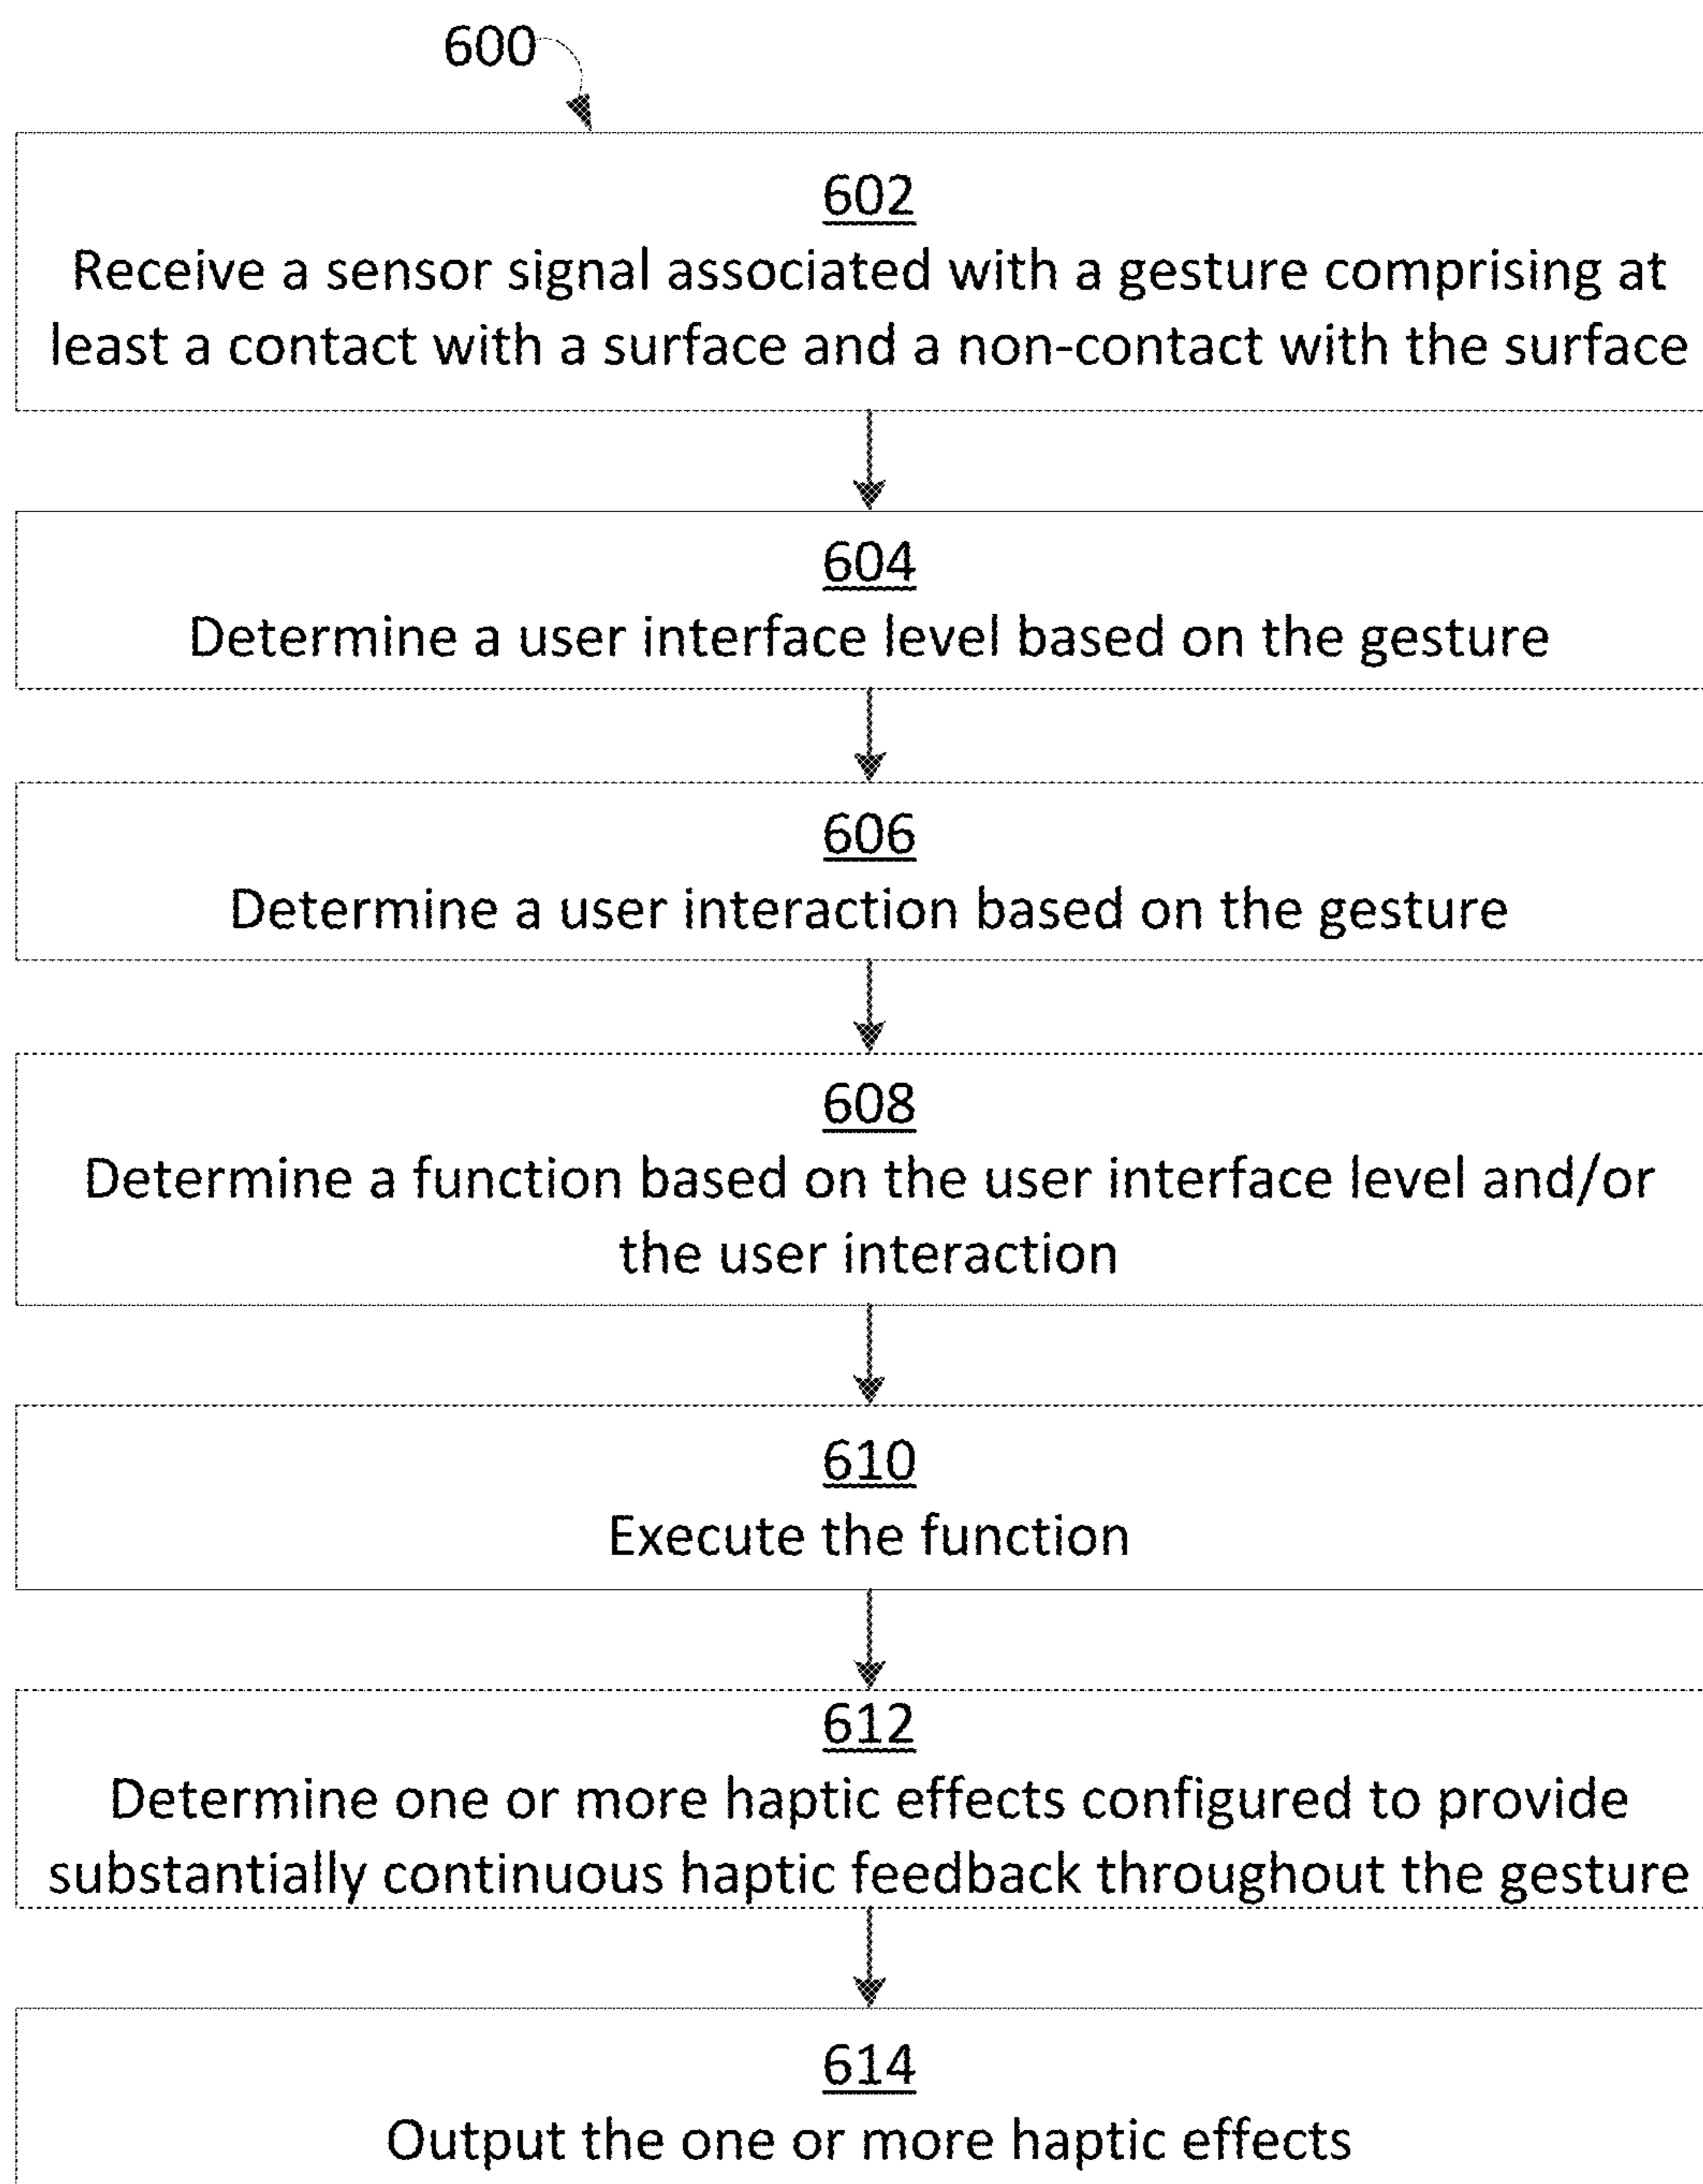 600
602
Receive a sensor signal associated with a gesture comprising at
least a contact with a surface and a non-contact with the surface
604
Determine a user interface level based on the gesture
606
Determine a user interaction based on the gesture
608
Determine a function based on the user interface level and/or
the user interaction
610
Execute the function
612
Determine one or more haptic effects configured to provide
substantially continuous haptic feedback throughout the gesture
614
Output the one or more haptic effects